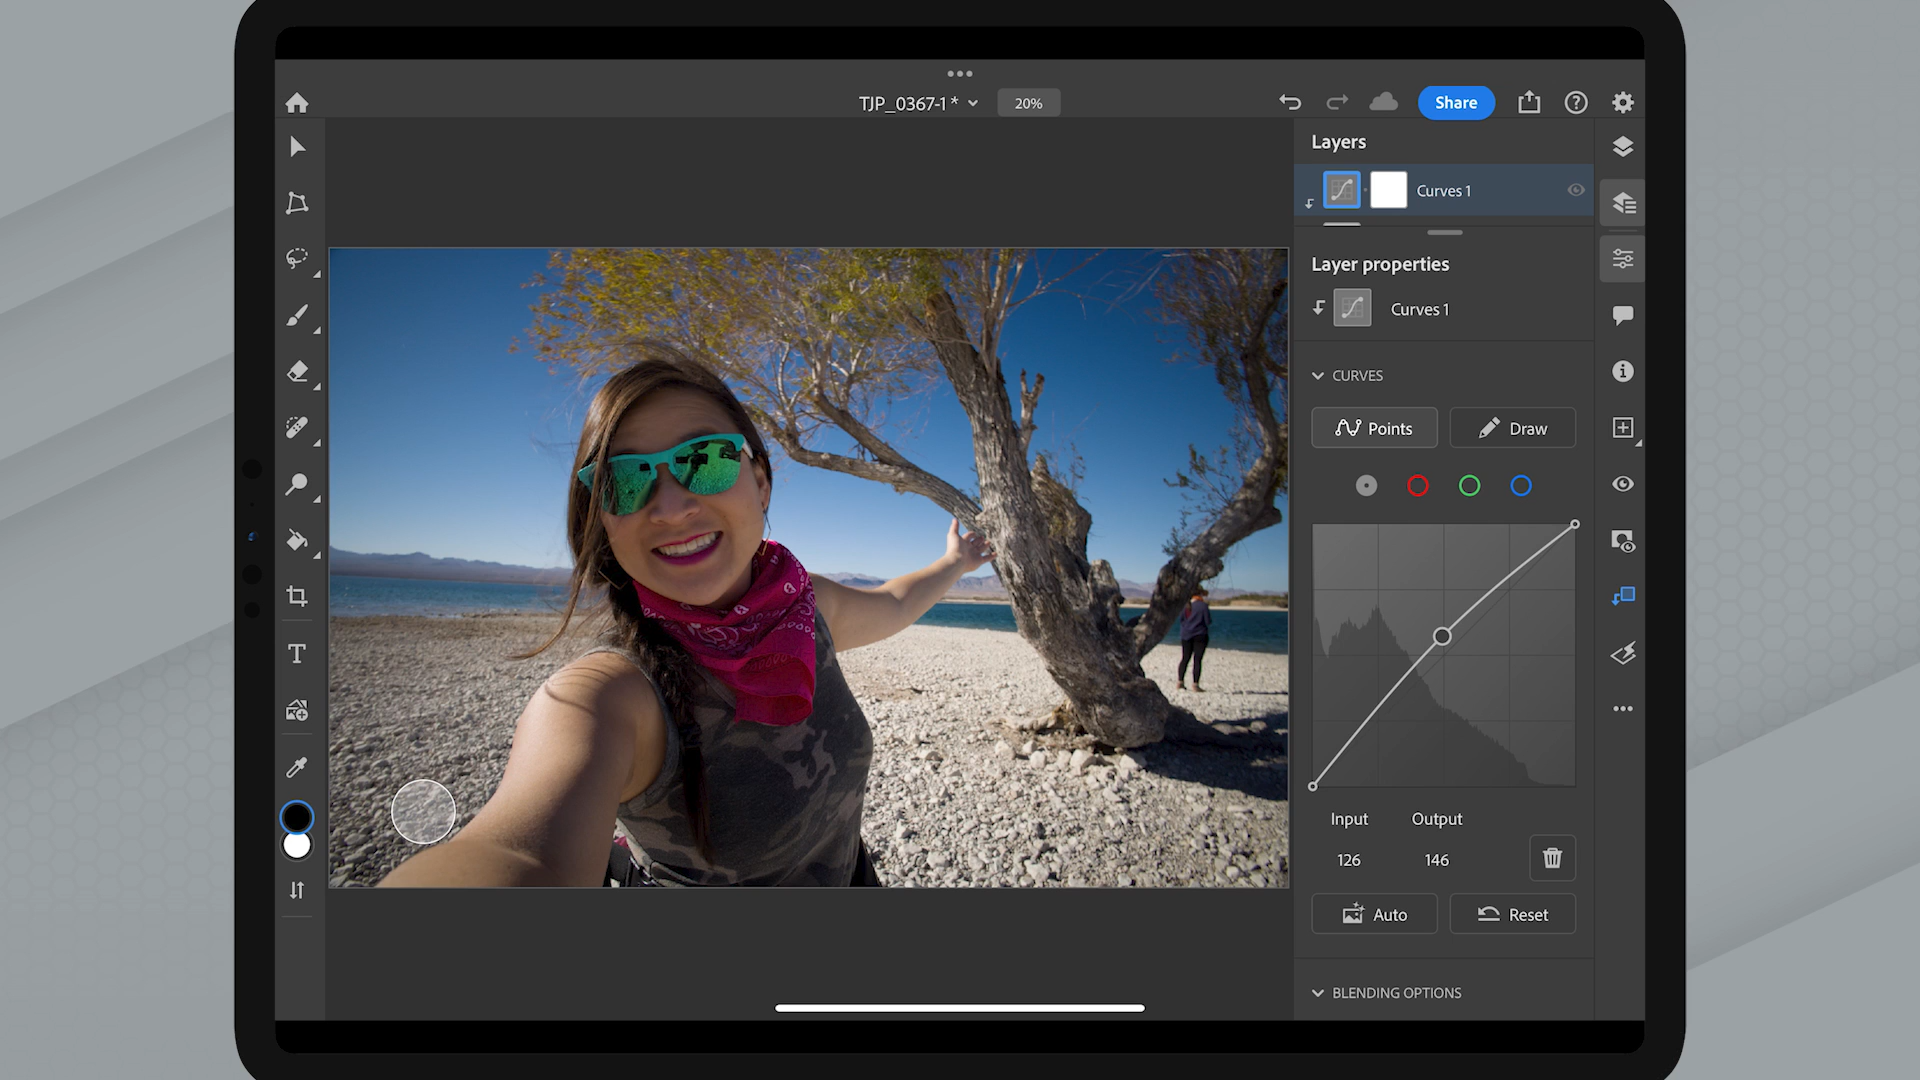 TJP_0367-1 *
20%
Share
Layers
Curves 1
Layer properties
Curves 1
CURVES
Points
Draw
Input
Output
126
146
Auto
Reset
BLENDING OPTIONS